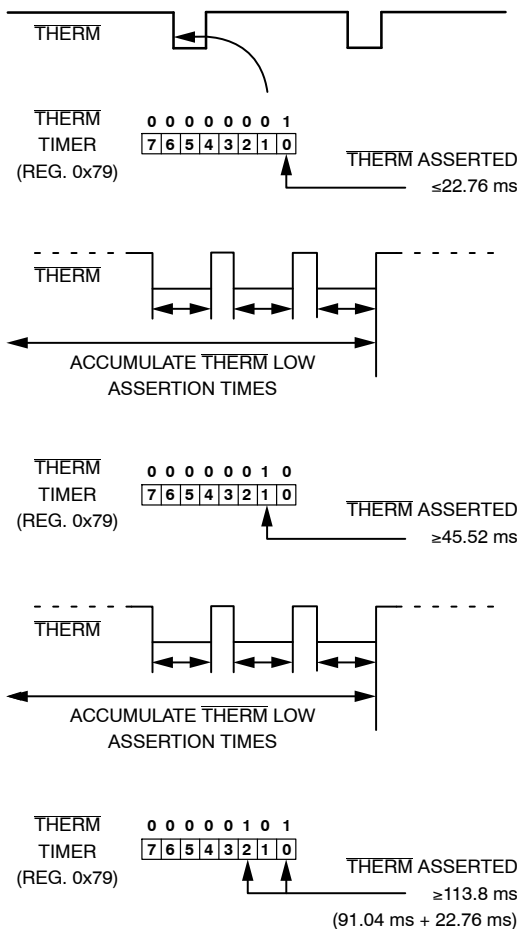 THERM
THERM
TIMER
(REG. 0x79)
0 0 0 0 0 0 0 1
7 6 5 4 3 2 1 0
THERM ASSERTED
≤22.76 ms
THERM
ACCUMULATE THERM LOW
ASSERTION TIMES
THERM
TIMER
(REG. 0x79)
0 0 0 0 0 0 1 0
7 6 5 4 3 2 1 0
THERM ASSERTED
≥45.52 ms
THERM
ACCUMULATE THERM LOW
ASSERTION TIMES
THERM
TIMER
(REG. 0x79)
0 0 0 0 0 1 0 1
7 6 5 4 3 2 1 0
THERM ASSERTED
≥113.8 ms
(91.04 ms + 22.76 ms)